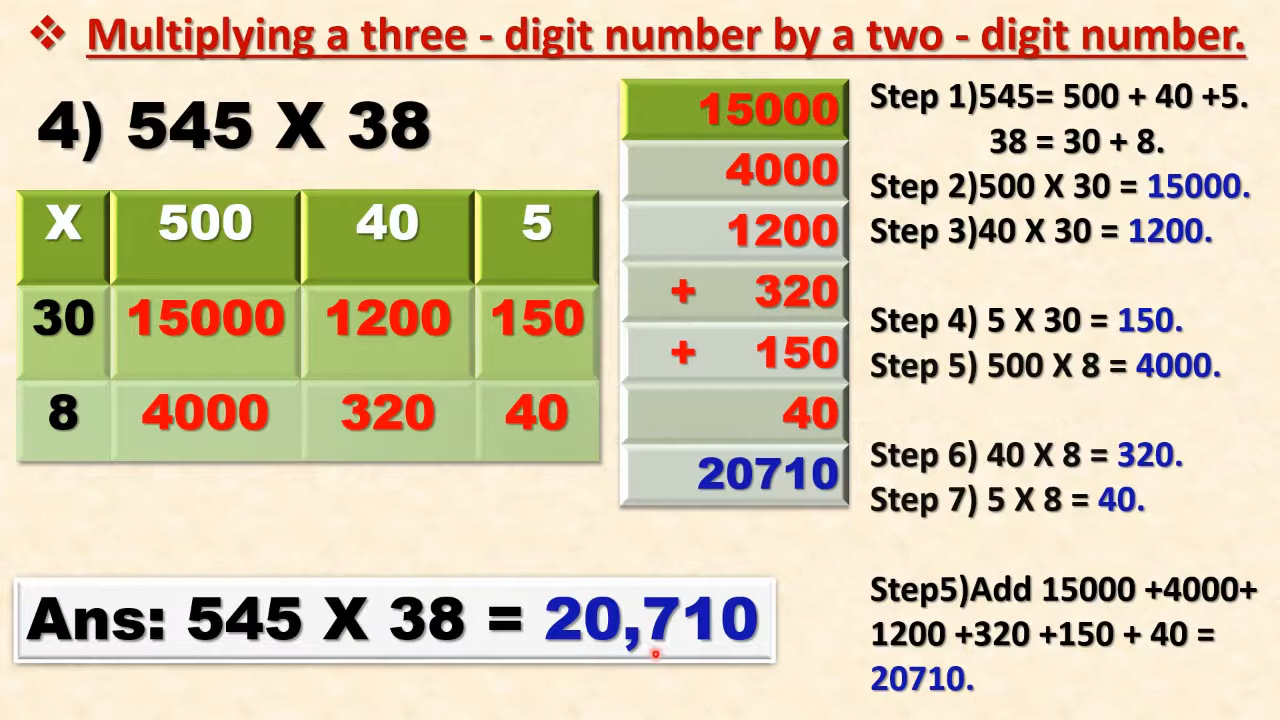 ❖ Multiplying a three - digit number by a two - digit number.
4) 545 X 38
X 500 40 5
30 15000 1200 150
8 4000 320 40
15000
4000
1200
+ 320
+ 150
40
20710
Step 1)545= 500 + 40 +5.
38 = 30 + 8.
Step 2)500 X 30 = 15000.
Step 3)40 X 30 = 1200.
Step 4) 5 X 30 = 150.
Step 5) 500 X 8 = 4000.
Step 6) 40 X 8 = 320.
Step 7) 5 X 8 = 40.
Step5)Add 15000 +4000+
1200 +320 +150 + 40 =
20710.
Ans: 545 X 38 = 20,710